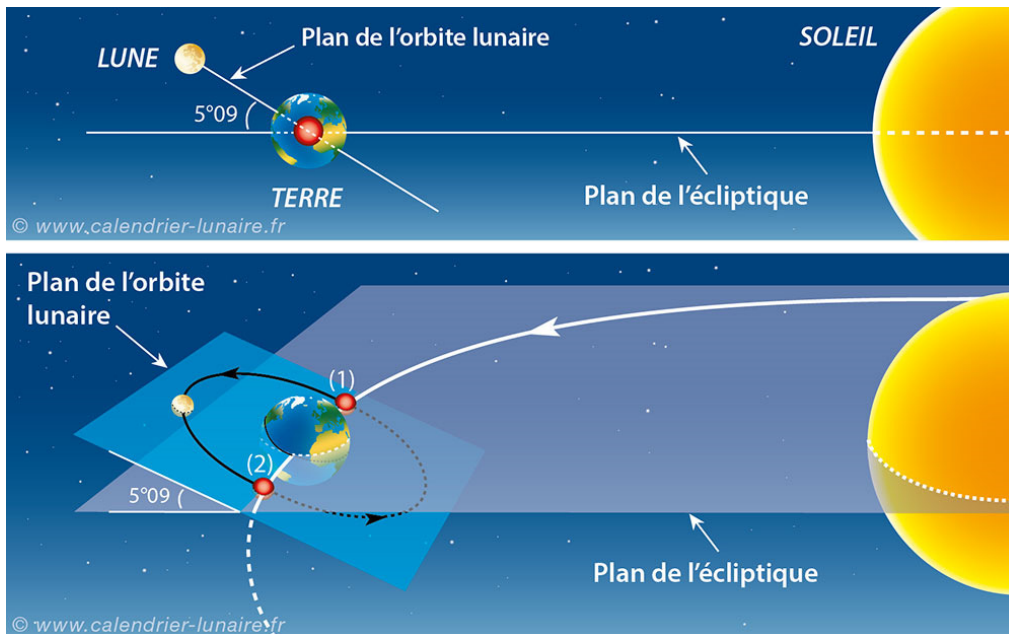 Plan de l'orbite lunaire
SOLEIL
LUNE
5°09
TERRE
Plan de l'écliptique
© www.calendrier-lunaire.fr
Plan de l'orbite
lunaire
(1)
(2)
5°09
Plan de l'écliptique
© www.calendrier-lunaire.fr